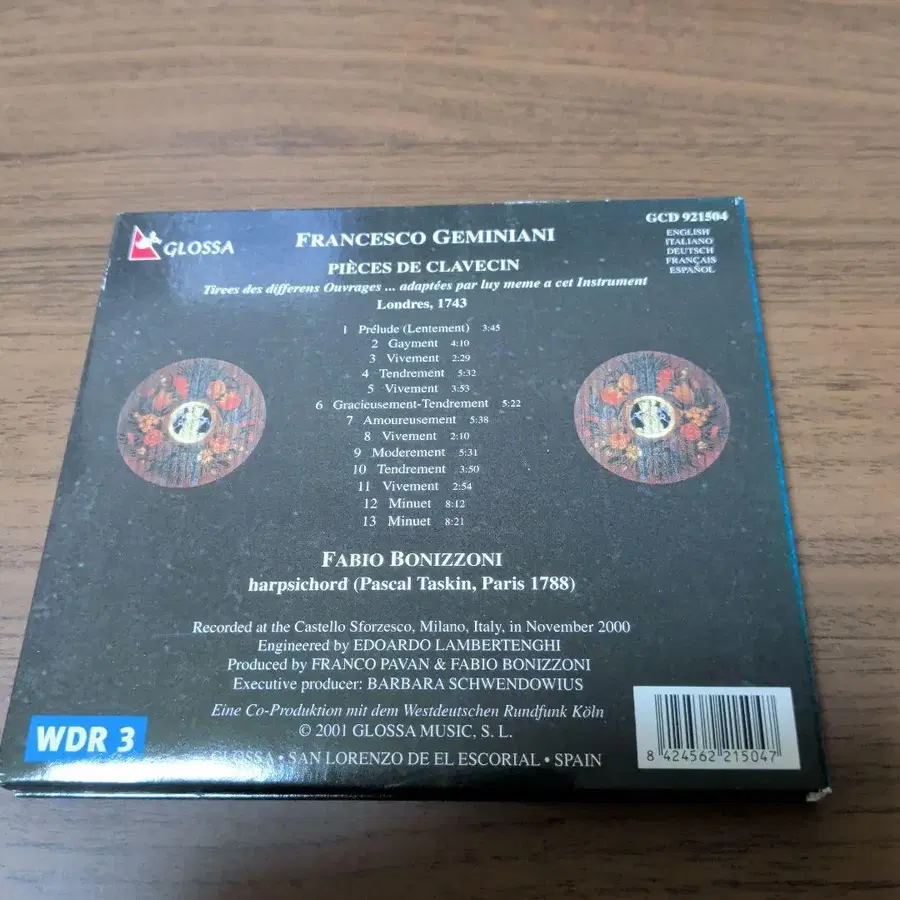 GLOSSA
FRANCESCO GEMINIANI
GCD 921504
ENGLISH
ITALIANO
DEUTSCH
FRANÇAIS
ESPAÑOL
PIÈCES DE CLAVECIN
Tirees des differens Ouvrages ... adaptées par luy meme a cet Instrument
Londres, 1743
1 Prélude (Lentement) 3:45
2 Gayment 4:10
3 Vivement 2:29
4 Tendrement 5:32
5 Vivement 3:53
6 Gracieusement-Tendrement 5:22
7 Amoureusement 5:38
8 Vivement 2:10
9 Moderement 5:31
10 Tendrement 3:50
11 Vivement 2:54
12 Minuet 8:12
13 Minuet 8:21
FABIO BONIZZONI
harpsichord (Pascal Taskin, Paris 1788)
Recorded at the Castello Sforzesco, Milano, Italy, in November 2000
Engineered by EDOARDO LAMBERTENGHI
Produced by FRANCO PAVAN & FABIO BONIZZONI
Executive producer: BARBARA SCHWENDOWIUS
Eine Co-Produktion mit dem Westdeutschen Rundfunk Köln
© 2001 GLOSSA MUSIC, S. L.
GLOSSA • SAN LORENZO DE EL ESCORIAL • SPAIN
WDR 3
8 424562 215047